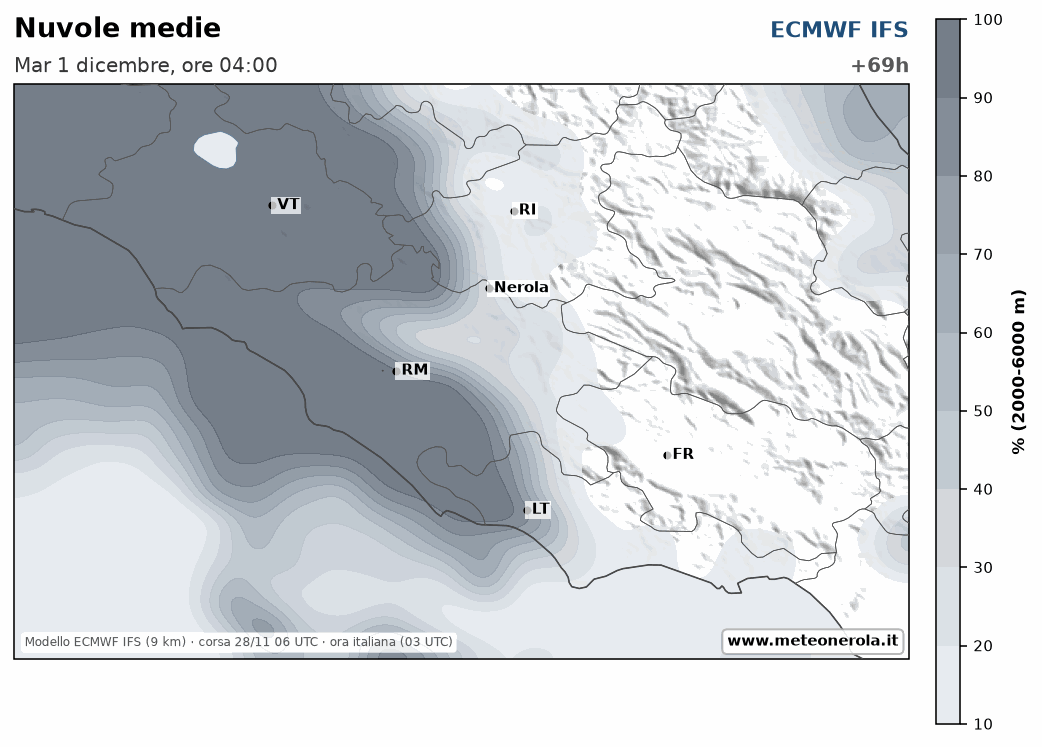 Nuvole medie
ECMWF IFS
Mar 1 dicembre, ore 04:00
+69h
100
90
80
70
60
50
40
30
20
10
% (2000-6000 m)
VT
RI
Nerola
RM
FR
LT
Modello ECMWF IFS (9 km) · corsa 28/11 06 UTC · ora italiana (03 UTC)
www.meteonerola.it